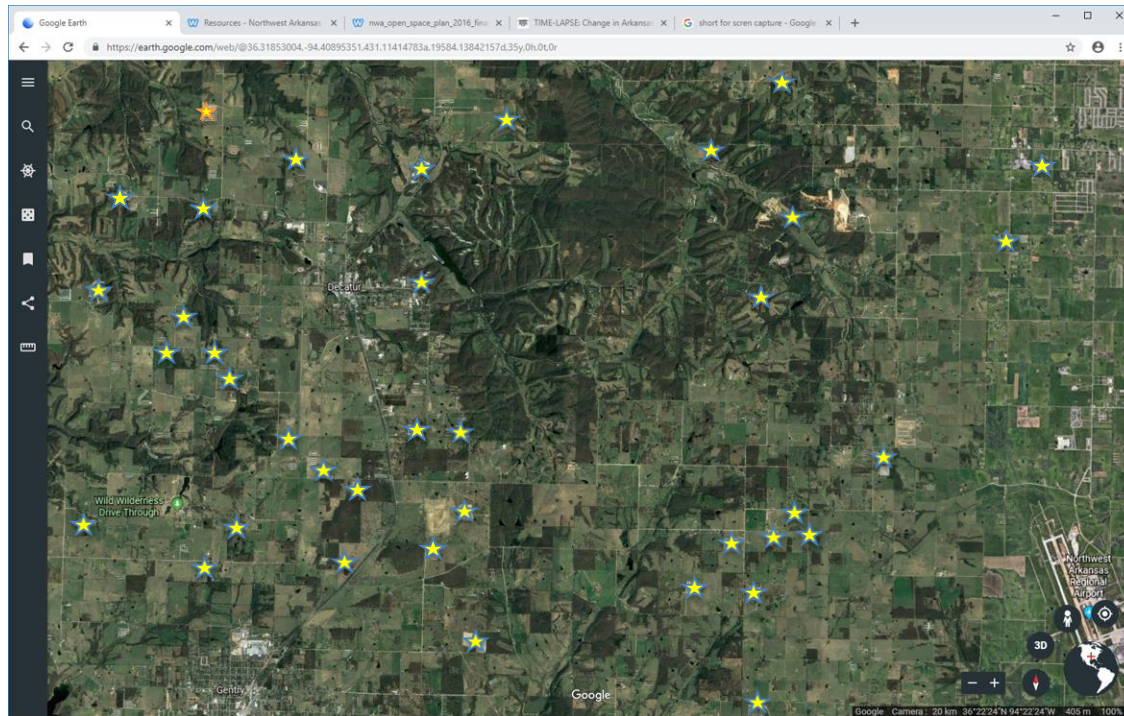 Google Earth
Resources - Northwest Arkansas
nwa_open_space_plan_2016_fina
TIME-LAPSE: Change in Arkansas
short for scren capture - Google
https://earth.google.com/web/@36.31853004,-94.40895351,431.11414783a,19584.13842157d,35y,0h,0t,0r
Decatur
Wild Wilderness
Drive Through
Northwest
Arkansas
Regional
Airport
3D
Gentry
Google
Google Camera: 20 km 36°22'24"N 94°22'24"W 405 m 100%